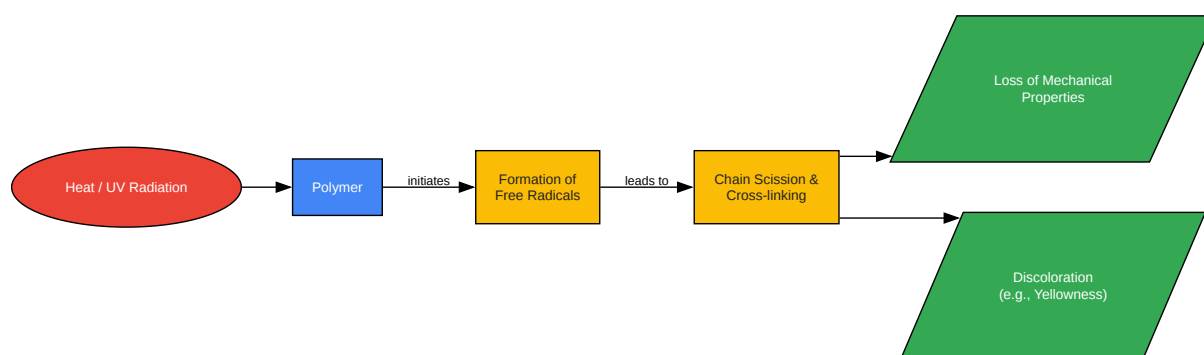 Heat / UV Radiation
Polymer
initiates
Formation of
Free Radicals
leads to
Chain Scission &
Cross-linking
Loss of Mechanical
Properties
Discoloration
(e.g., Yellowness)